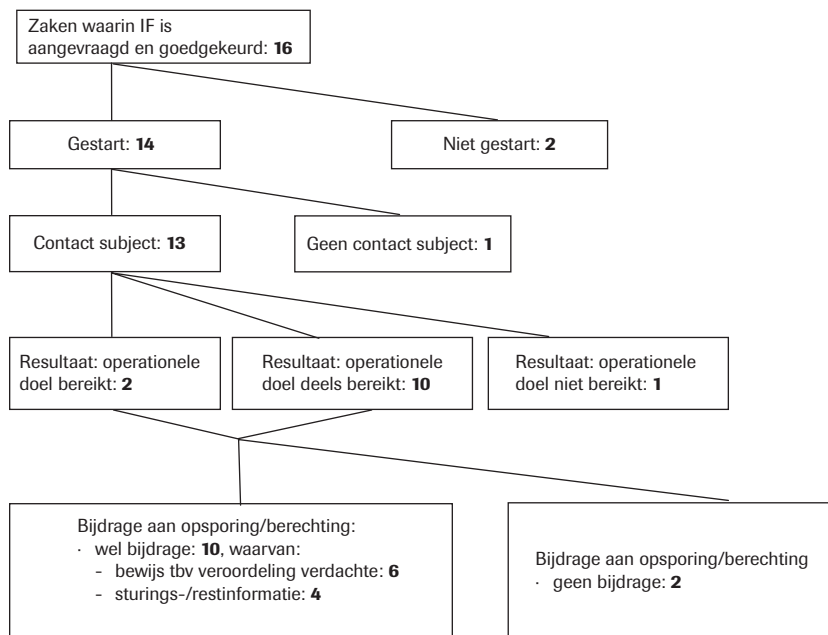 Zaken waarin IF is
aangevraagd en goedgekeurd: 16
Gestart: 14
Niet gestart: 2
Contact subject: 13
Geen contact subject: 1
Resultaat: operationele
doel bereikt: 2
Resultaat: operationele
doel deels bereikt: 10
Resultaat: operationele
doel niet bereikt: 1
Bijdrage aan opsporing/berechting:
· wel bijdrage: 10, waarvan:
- bewijs tbv veroordeling verdachte: 6
- sturings-/restinformatie: 4
Bijdrage aan opsporing/berechting
· geen bijdrage: 2